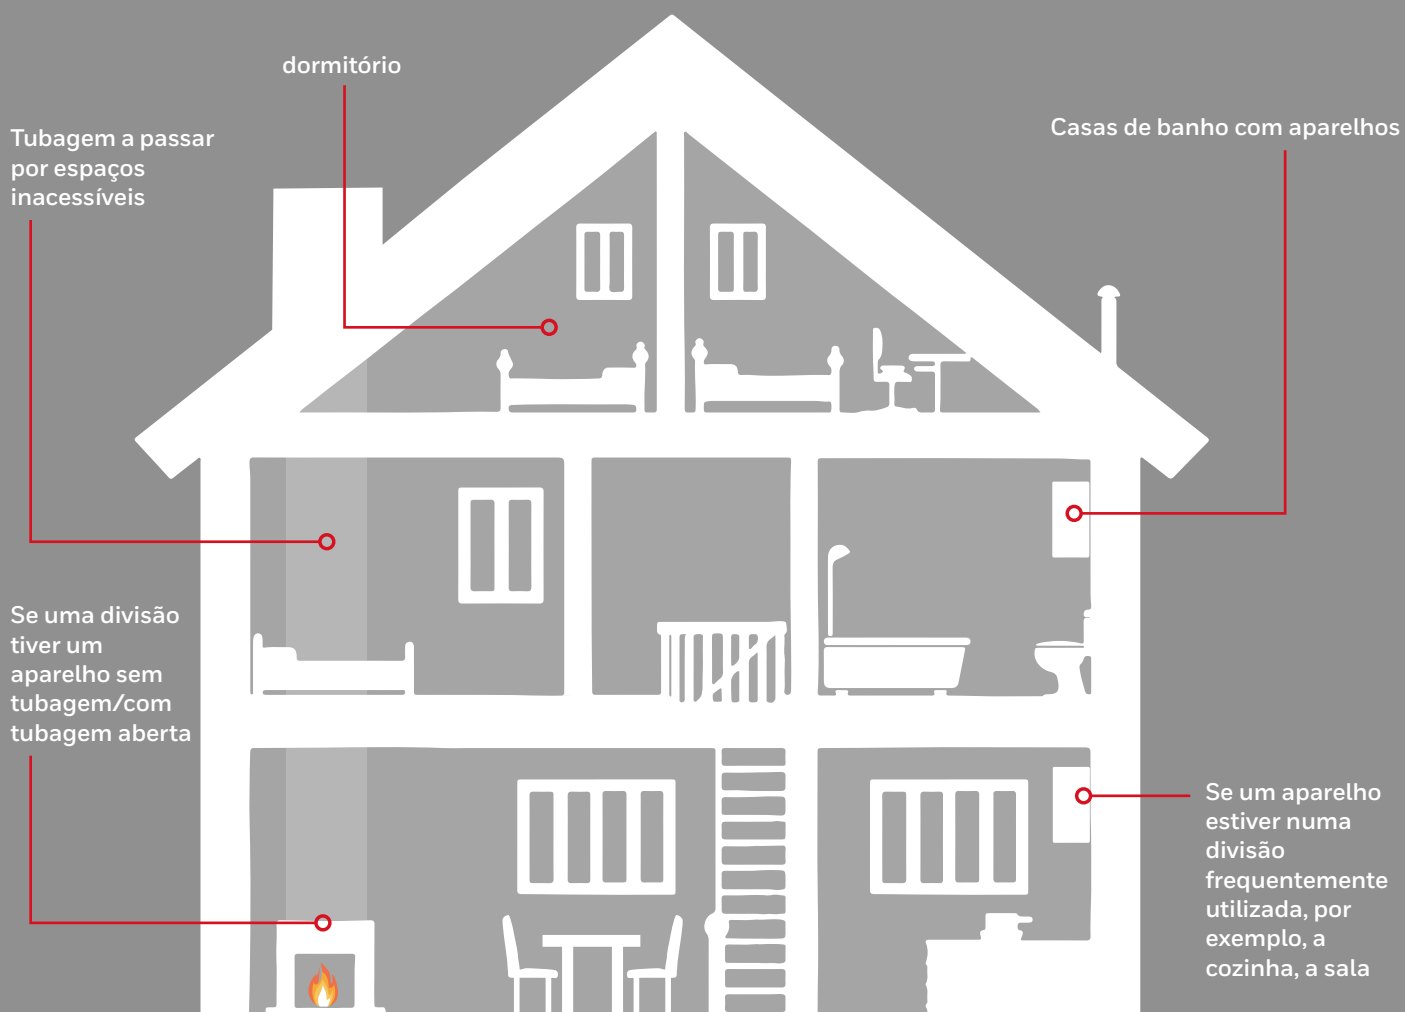 dormitório
Tubagem a passar
por espaços
inacessíveis
Casas de banho com aparelhos
Se uma divisão
tiver um
aparelho sem
tubagem/com
tubagem aberta
Se um aparelho
estiver numa
divisão
frequentemente
utilizada, por
exemplo, a
cozinha, a sala